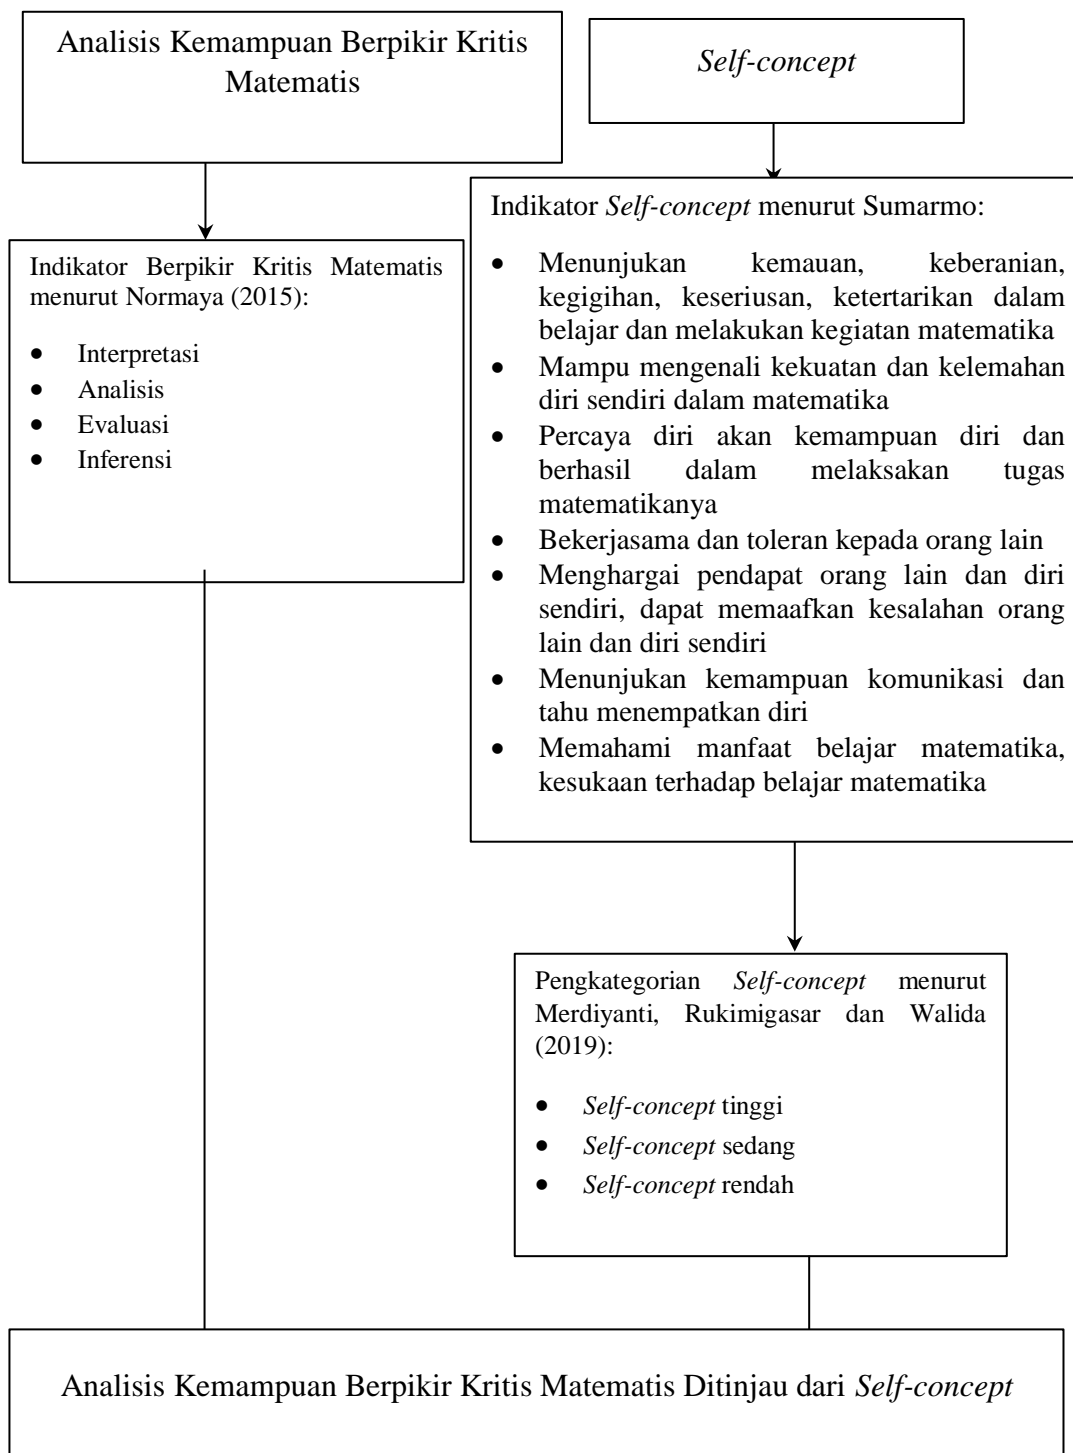 Analisis Kemampuan Berpikir Kritis
Matematis
Self-concept
Indikator Berpikir Kritis Matematis
menurut Normaya (2015):
• Interpretasi
• Analisis
• Evaluasi
• Inferensi
Indikator Self-concept menurut Sumarmo:
• Menunjukan kemauan, keberanian,
kegigihan, keseriusan, ketertarikan dalam
belajar dan melakukan kegiatan matematika
• Mampu mengenali kekuatan dan kelemahan
diri sendiri dalam matematika
• Percaya diri akan kemampuan diri dan
berhasil dalam melaksakan tugas
matematikanya
• Bekerjasama dan toleran kepada orang lain
• Menghargai pendapat orang lain dan diri
sendiri, dapat memaafkan kesalahan orang
lain dan diri sendiri
• Menunjukan kemampuan komunikasi dan
tahu menempatkan diri
• Memahami manfaat belajar matematika,
kesukaan terhadap belajar matematika
Pengkategorian Self-concept menurut
Merdiyanti, Rukimigasar dan Walida
(2019):
• Self-concept tinggi
• Self-concept sedang
• Self-concept rendah
Analisis Kemampuan Berpikir Kritis Matematis Ditinjau dari Self-concept